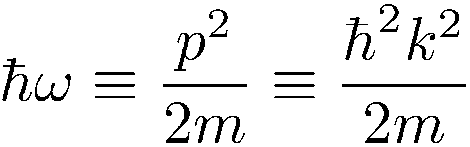 ħω ≡ p²/2m ≡ ħ²k²/2m